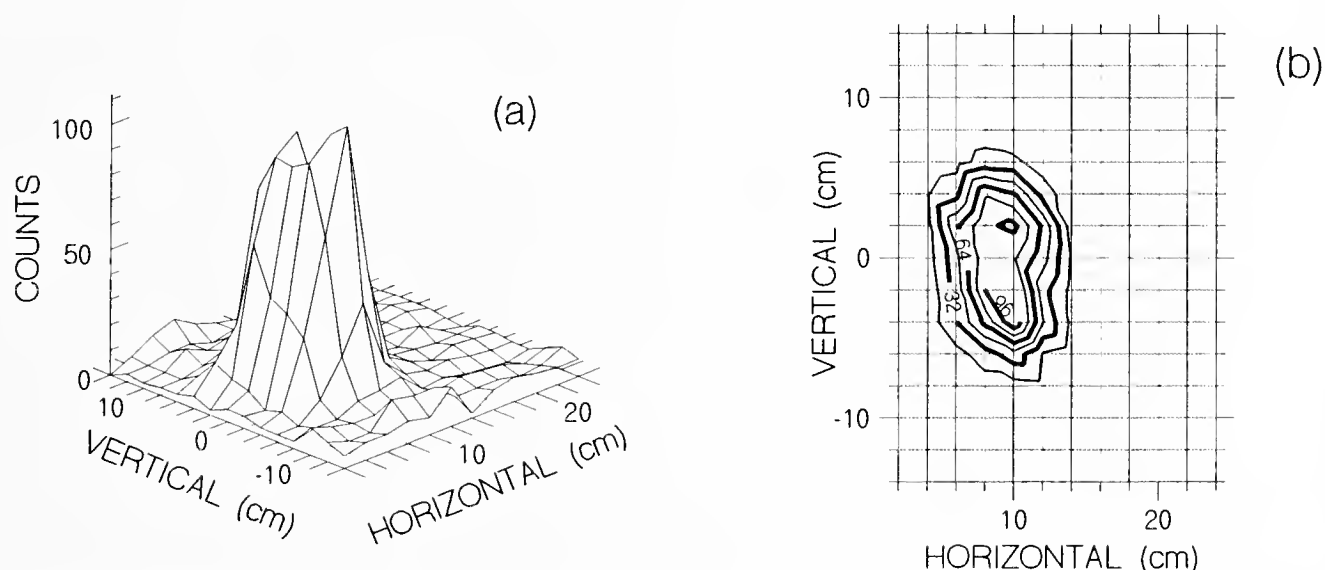 (a)
100
50
0
COUNTS
10
0
-10
VERTICAL (cm)
10
20
HORIZONTAL (cm)
(b)
10
0
-10
VERTICAL (cm)
64
32
96
10
20
HORIZONTAL (cm)